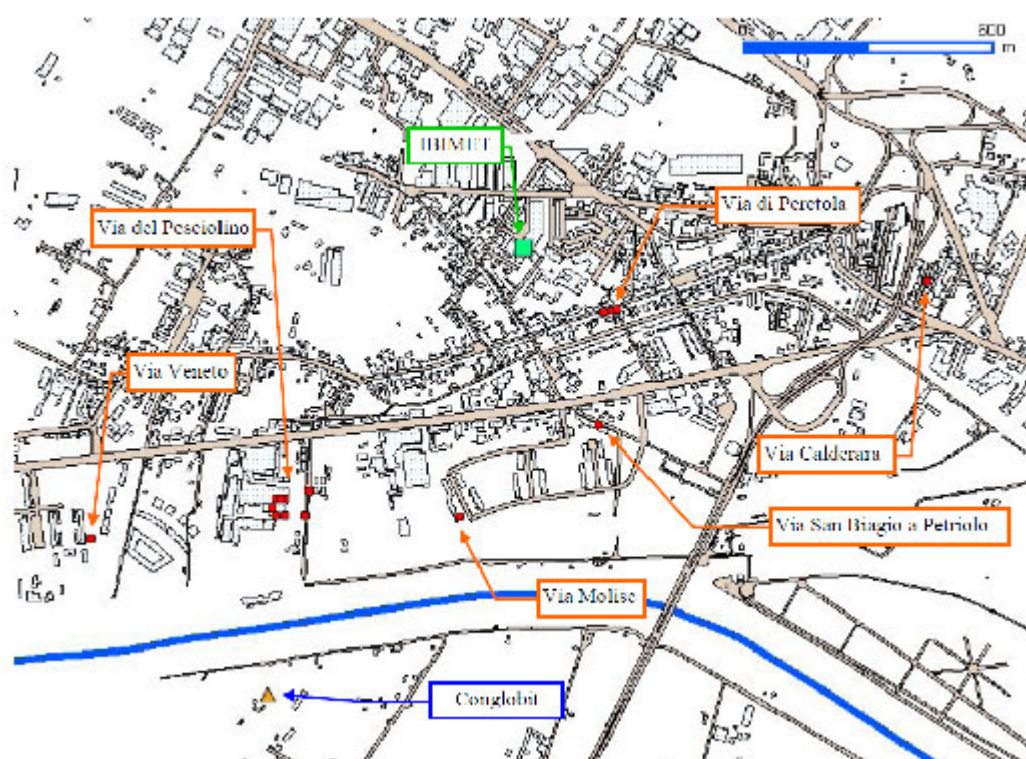 800
m
IBIMET
Via di Peretola
Via del Pesciolino
Via Veneto
Via Calderara
Via San Biagio a Petriolo
Via Molise
Conglobit